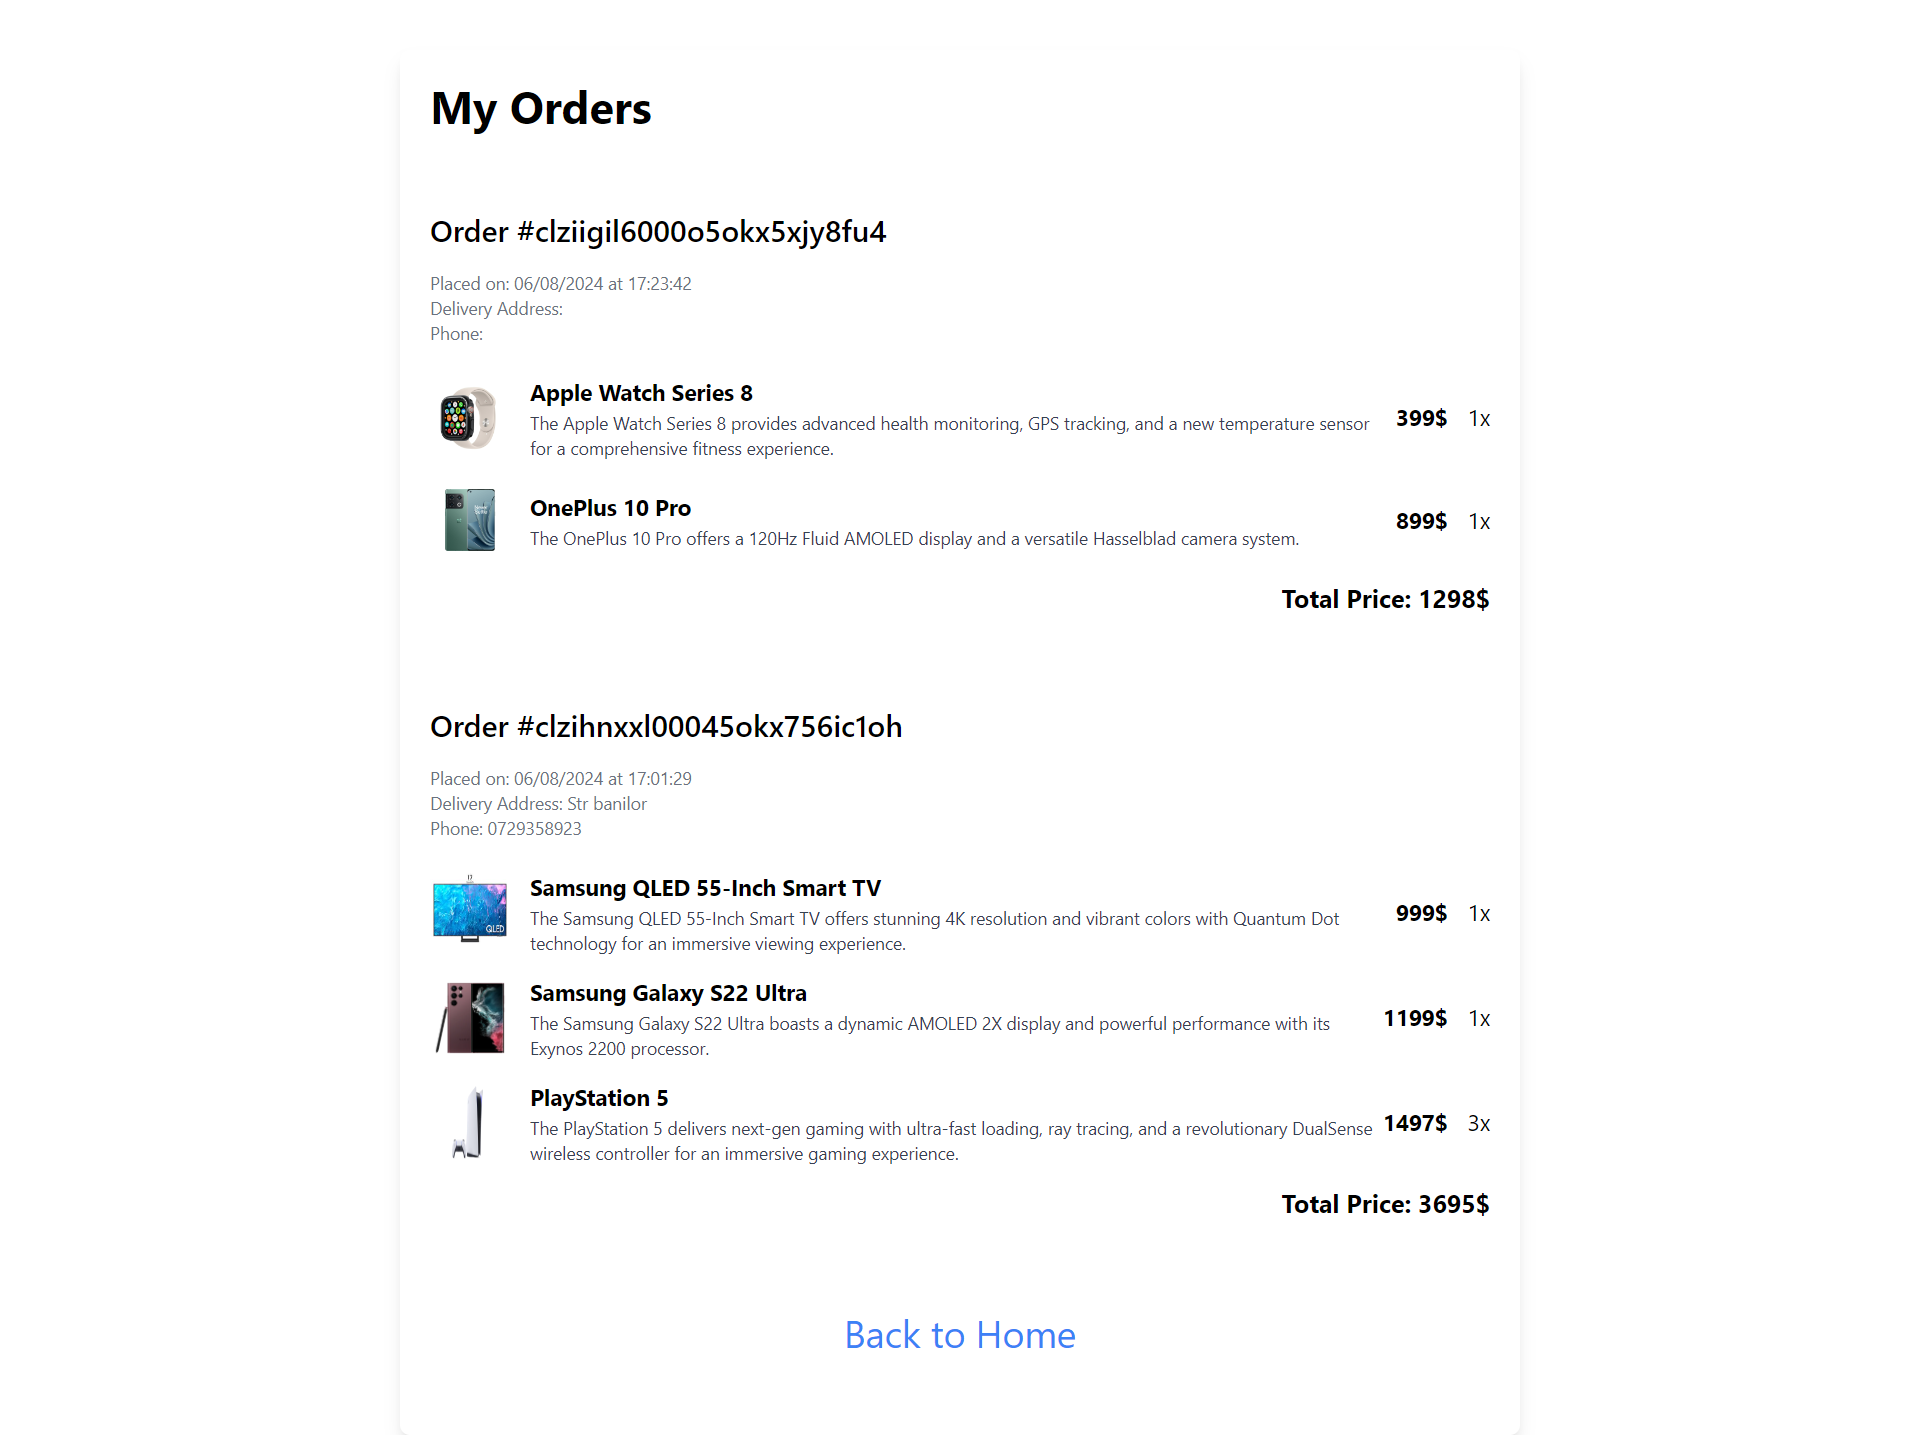 My Orders
Order #clziigil6000o5okx5xjy8fu4
Placed on: 06/08/2024 at 17:23:42
Delivery Address:
Phone:
Apple Watch Series 8
The Apple Watch Series 8 provides advanced health monitoring, GPS tracking, and a new temperature sensor
for a comprehensive fitness experience.
399$ 1x
OnePlus 10 Pro
The OnePlus 10 Pro offers a 120Hz Fluid AMOLED display and a versatile Hasselblad camera system.
899$ 1x
Total Price: 1298$
Order #clzihnxxl00045okx756ic1oh
Placed on: 06/08/2024 at 17:01:29
Delivery Address: Str banilor
Phone: 0729358923
QLED
Samsung QLED 55-Inch Smart TV
The Samsung QLED 55-Inch Smart TV offers stunning 4K resolution and vibrant colors with Quantum Dot
technology for an immersive viewing experience.
999$ 1x
Samsung Galaxy S22 Ultra
The Samsung Galaxy S22 Ultra boasts a dynamic AMOLED 2X display and powerful performance with its
Exynos 2200 processor.
1199$ 1x
PlayStation 5
The PlayStation 5 delivers next-gen gaming with ultra-fast loading, ray tracing, and a revolutionary DualSense
wireless controller for an immersive gaming experience.
1497$ 3x
Total Price: 3695$
Back to Home